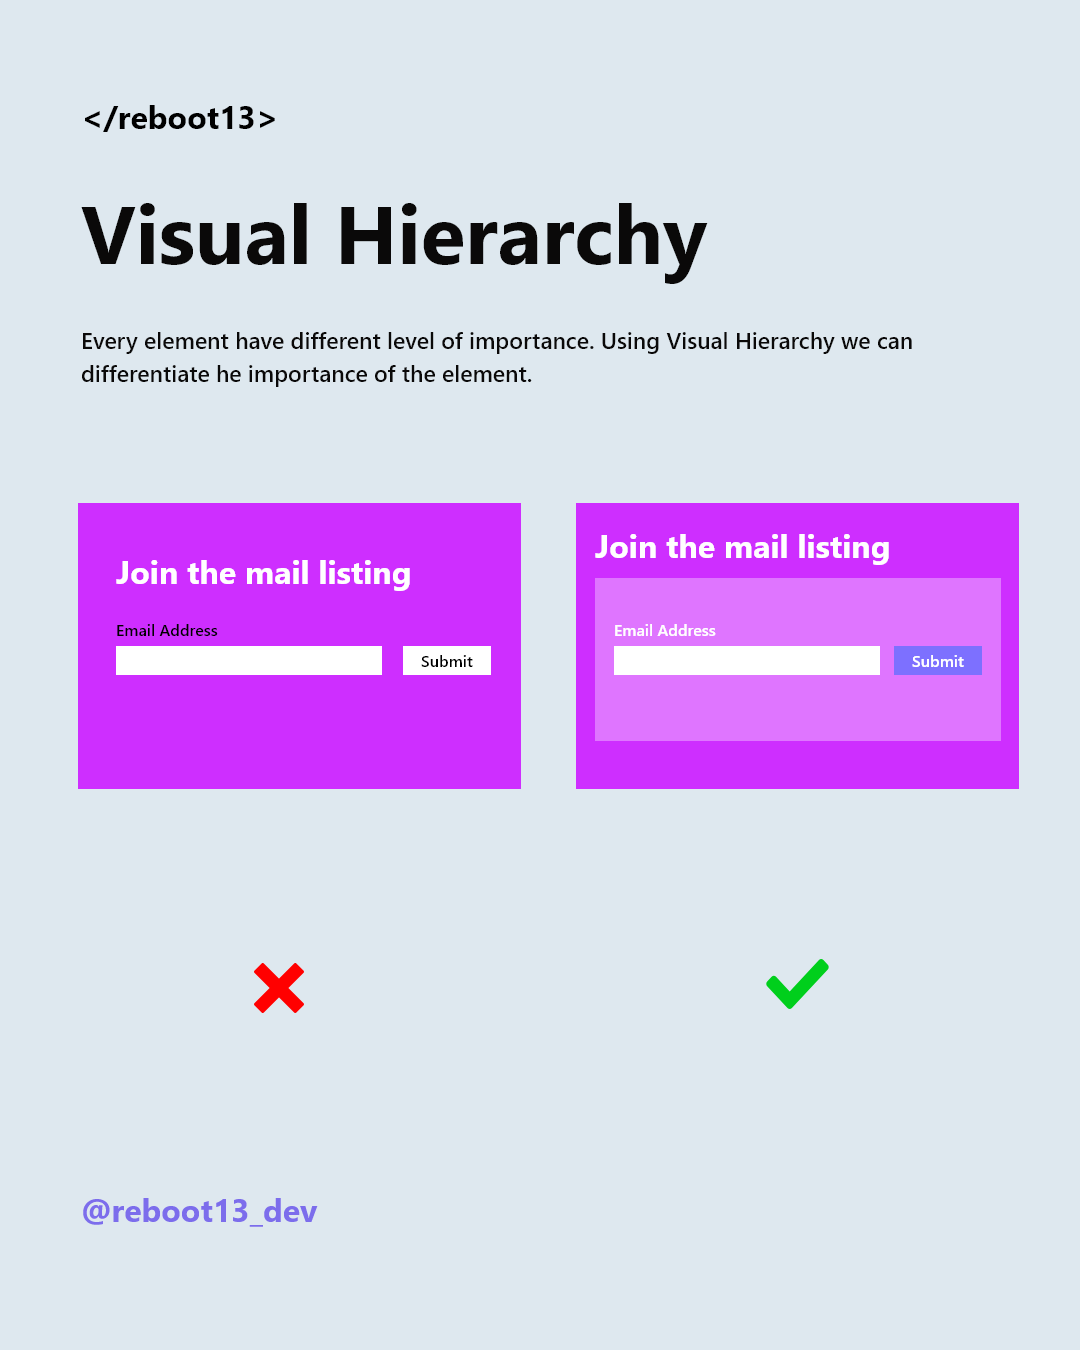 </reboot13>
Visual Hierarchy
Every element have different level of importance. Using Visual Hierarchy we can
differentiate he importance of the element.
Join the mail listing
Email Address
Submit
Join the mail listing
Email Address
Submit
@reboot13_dev